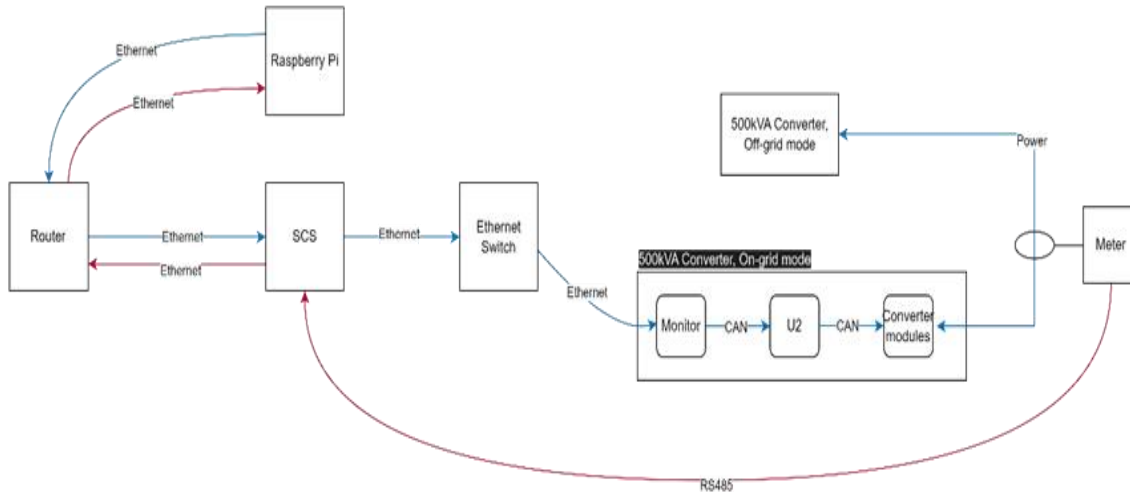 Ethernet
Raspberry Pi
Ethernet
500kVA Converter,
Off-grid mode
Power
Router
Ethernet
Ethernet
SCS
Ethernet
Ethernet
Switch
Meter
500kVA Converter, On-grid mode
Ethernet
Monitor
CAN
U2
CAN
Converter
modules
RS485